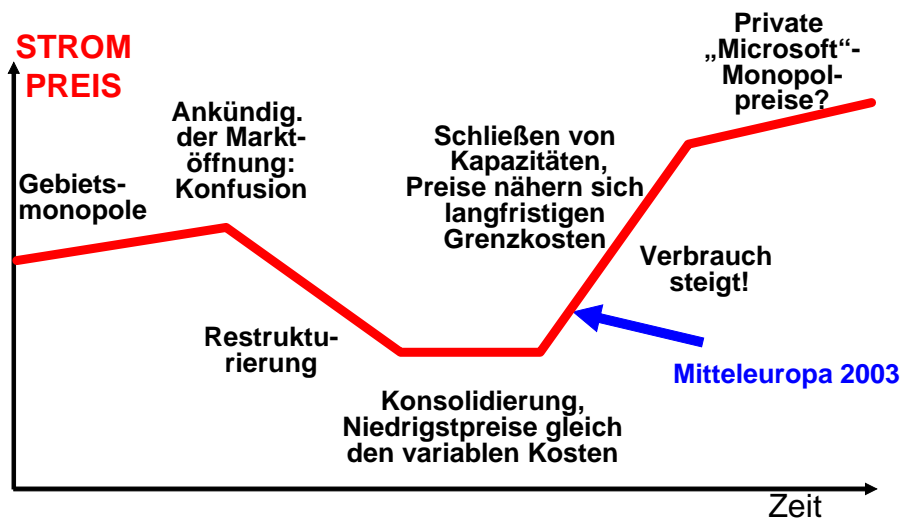 STROM
PREIS
Gebiets-
monopole
Ankündig.
der Markt-
öffnung:
Konfusion
Restruktu-
rierung
Konsolidierung,
Niedrigstpreise gleich
den variablen Kosten
Schließen von
Kapazitäten,
Preise nähern sich
langfristigen
Grenzkosten
Verbrauch
steigt!
Private
„Microsoft“-
Monopol-
preise?
Mitteleuropa 2003
Zeit